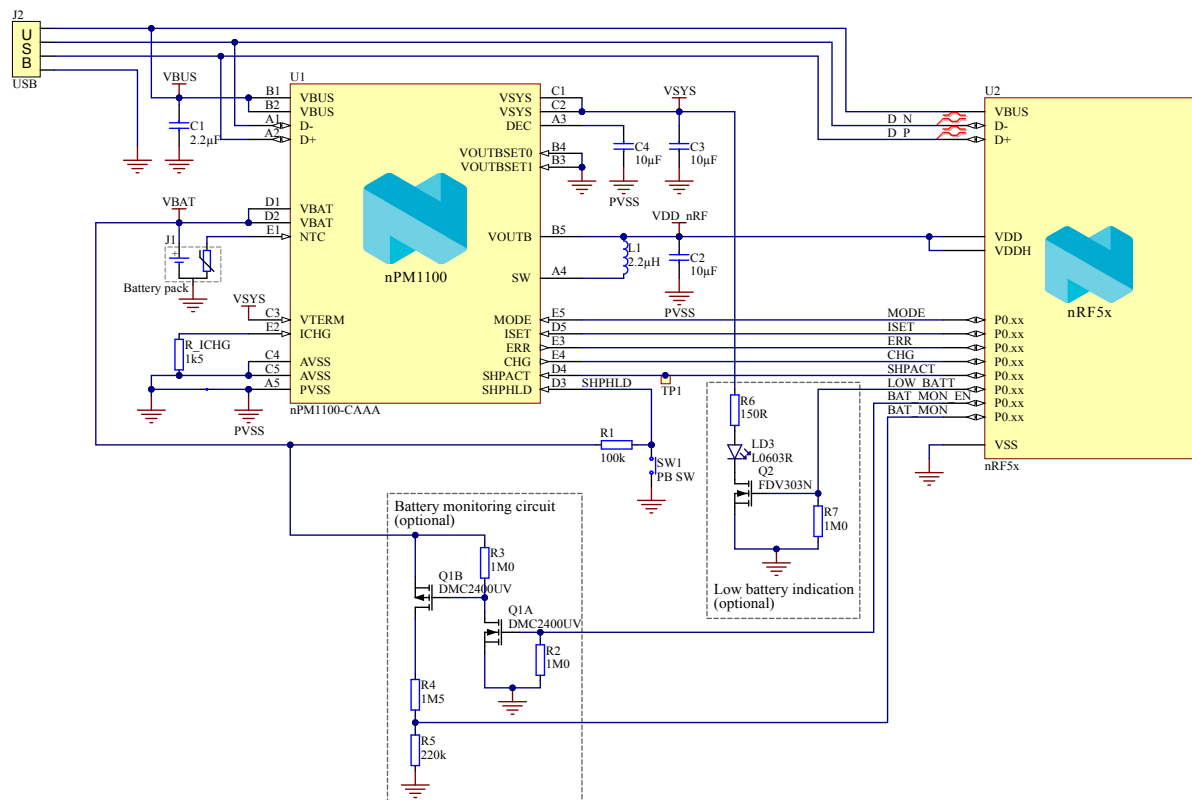 J2
U
S
B
USB
VBUS
C1
2.2µF
U1
B1 VBUS
B2 VBUS
A1 D-
A2 D+
D1 VBAT
D2 VBAT
E1 NTC
C3 VTERM
E2 ICHG
C4 AVSS
C5 AVSS
A5 PVSS
VSYS C1
VSYS C2
DEC A3
VOUTBSET0 B4
VOUTBSET1 B3
VOUTB B5
SW A4
MODE E5
ISET D5
ERR E3
CHG E4
SHPACT D4
SHPHLD D3
nPM1100
nPM1100-CAAA
VBAT
J1
+
Battery pack
VSYS
R_ICHG
1k5
PVSS
C4
10µF
PVSS
VSYS
C3
10µF
VDD_nRF
L1
2.2µH
C2
10µF
PVSS
SHPHLD
TP1
R1
100k
SW1
PB SW
U2
D_N
D_P
VBUS
D-
D+
VDD
VDDH
nRF5x
MODE P0.xx
ISET P0.xx
ERR P0.xx
CHG P0.xx
SHPACT P0.xx
LOW_BATT P0.xx
BAT_MON_EN P0.xx
BAT_MON P0.xx
VSS
nRF5x
R6
150R
LD3
L0603R
Q2
FDV303N
R7
1M0
Low battery indication
(optional)
Battery monitoring circuit
(optional)
R3
1M0
Q1B
DMC2400UV
Q1A
DMC2400UV
R2
1M0
R4
1M5
R5
220k